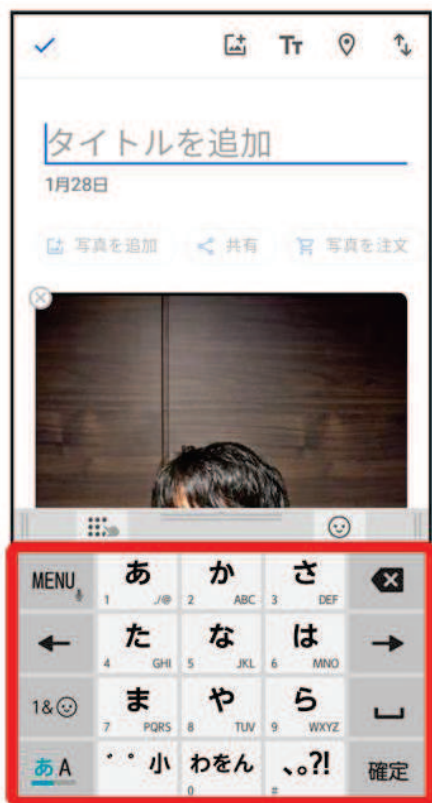 Tт
タイトルを追加
1月28日
写真を追加 共有 写真を注文
MENU あ 1 ./@ か 2 ABC さ 3 DEF
た 4 GHI な 5 JKL は 6 MNO
1&☺ ま 7 PQRS や 8 TUV ら 9 WXYZ
あA ゛゜小 わをん 0 、。?! # 確定